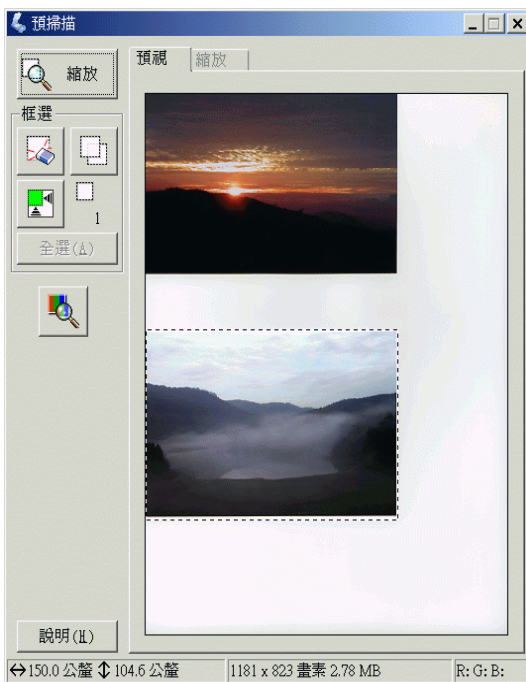 預掃描
縮放
預視
縮放
框選
1
全選(A)
說明(H)
150.0 公釐 104.6 公釐
1181 x 823 畫素 2.78 MB
R: G: B: